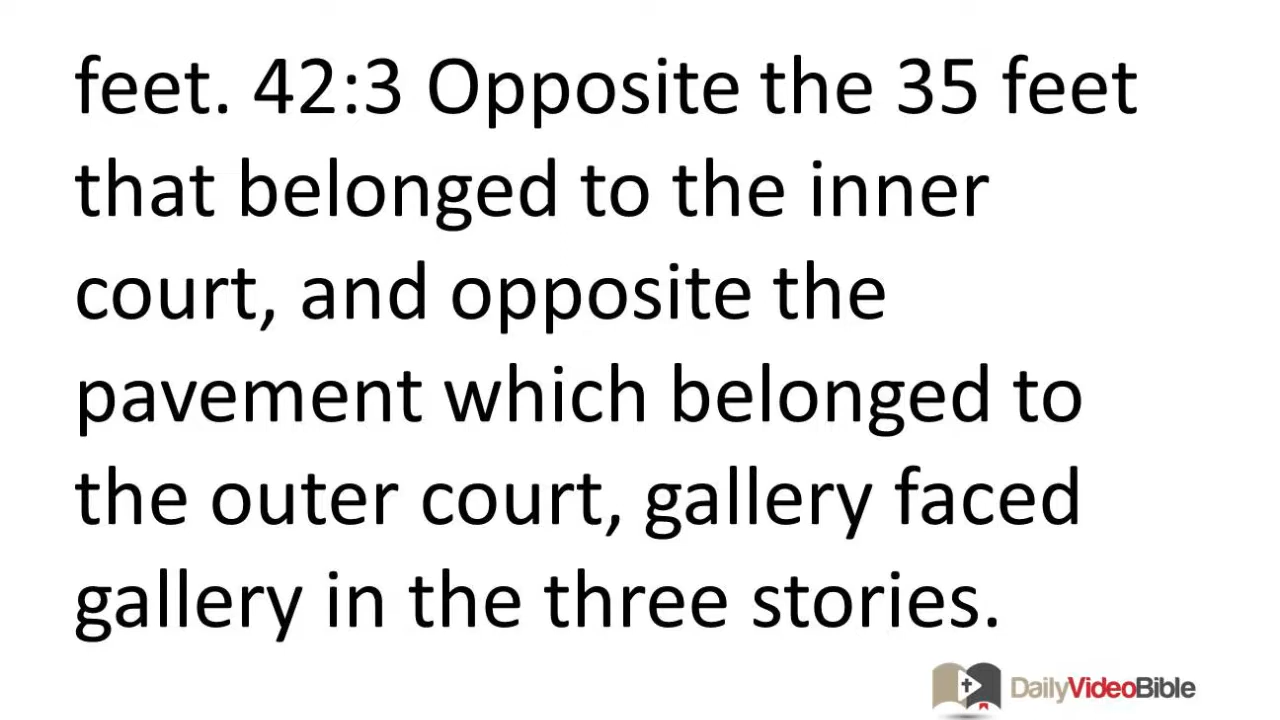 feet. 42:3 Opposite the 35 feet
that belonged to the inner
court, and opposite the
pavement which belonged to
the outer court, gallery faced
gallery in the three stories.
DailyVideoBible